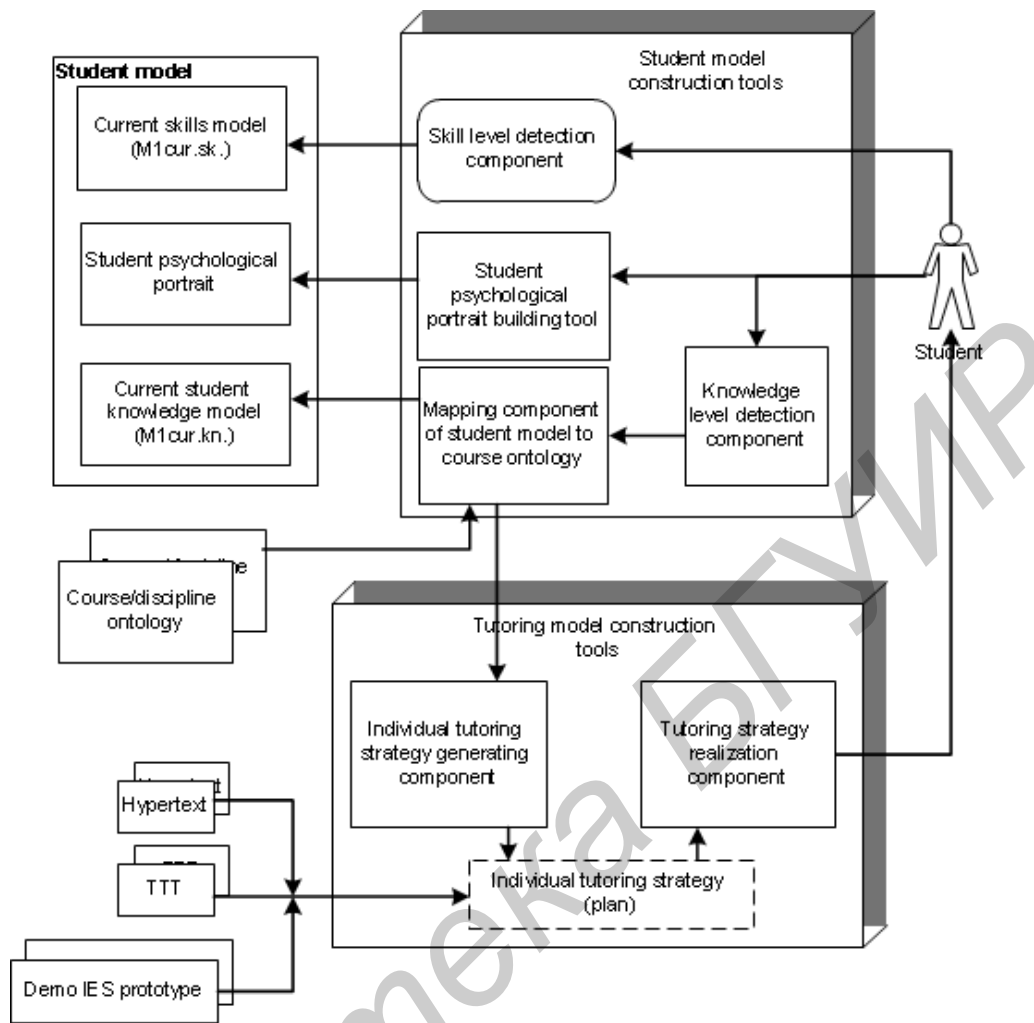 Student model
Current skills model
(M1cur.sk.)
Student psychological
portrait
Current student
knowledge model
(M1cur.kn.)
Student model
construction tools
Skill level detection
component
Student
psychological
portrait building tool
Mapping component
of student model to
course ontology
Knowledge
level detection
component
Student
Course/discipline
ontology
Tutoring model construction
tools
Individual tutoring
strategy generating
component
Tutoring strategy
realization
component
Individual tutoring strategy
(plan)
Hypertext
TTT
Demo IES prototype
тека БГУИР